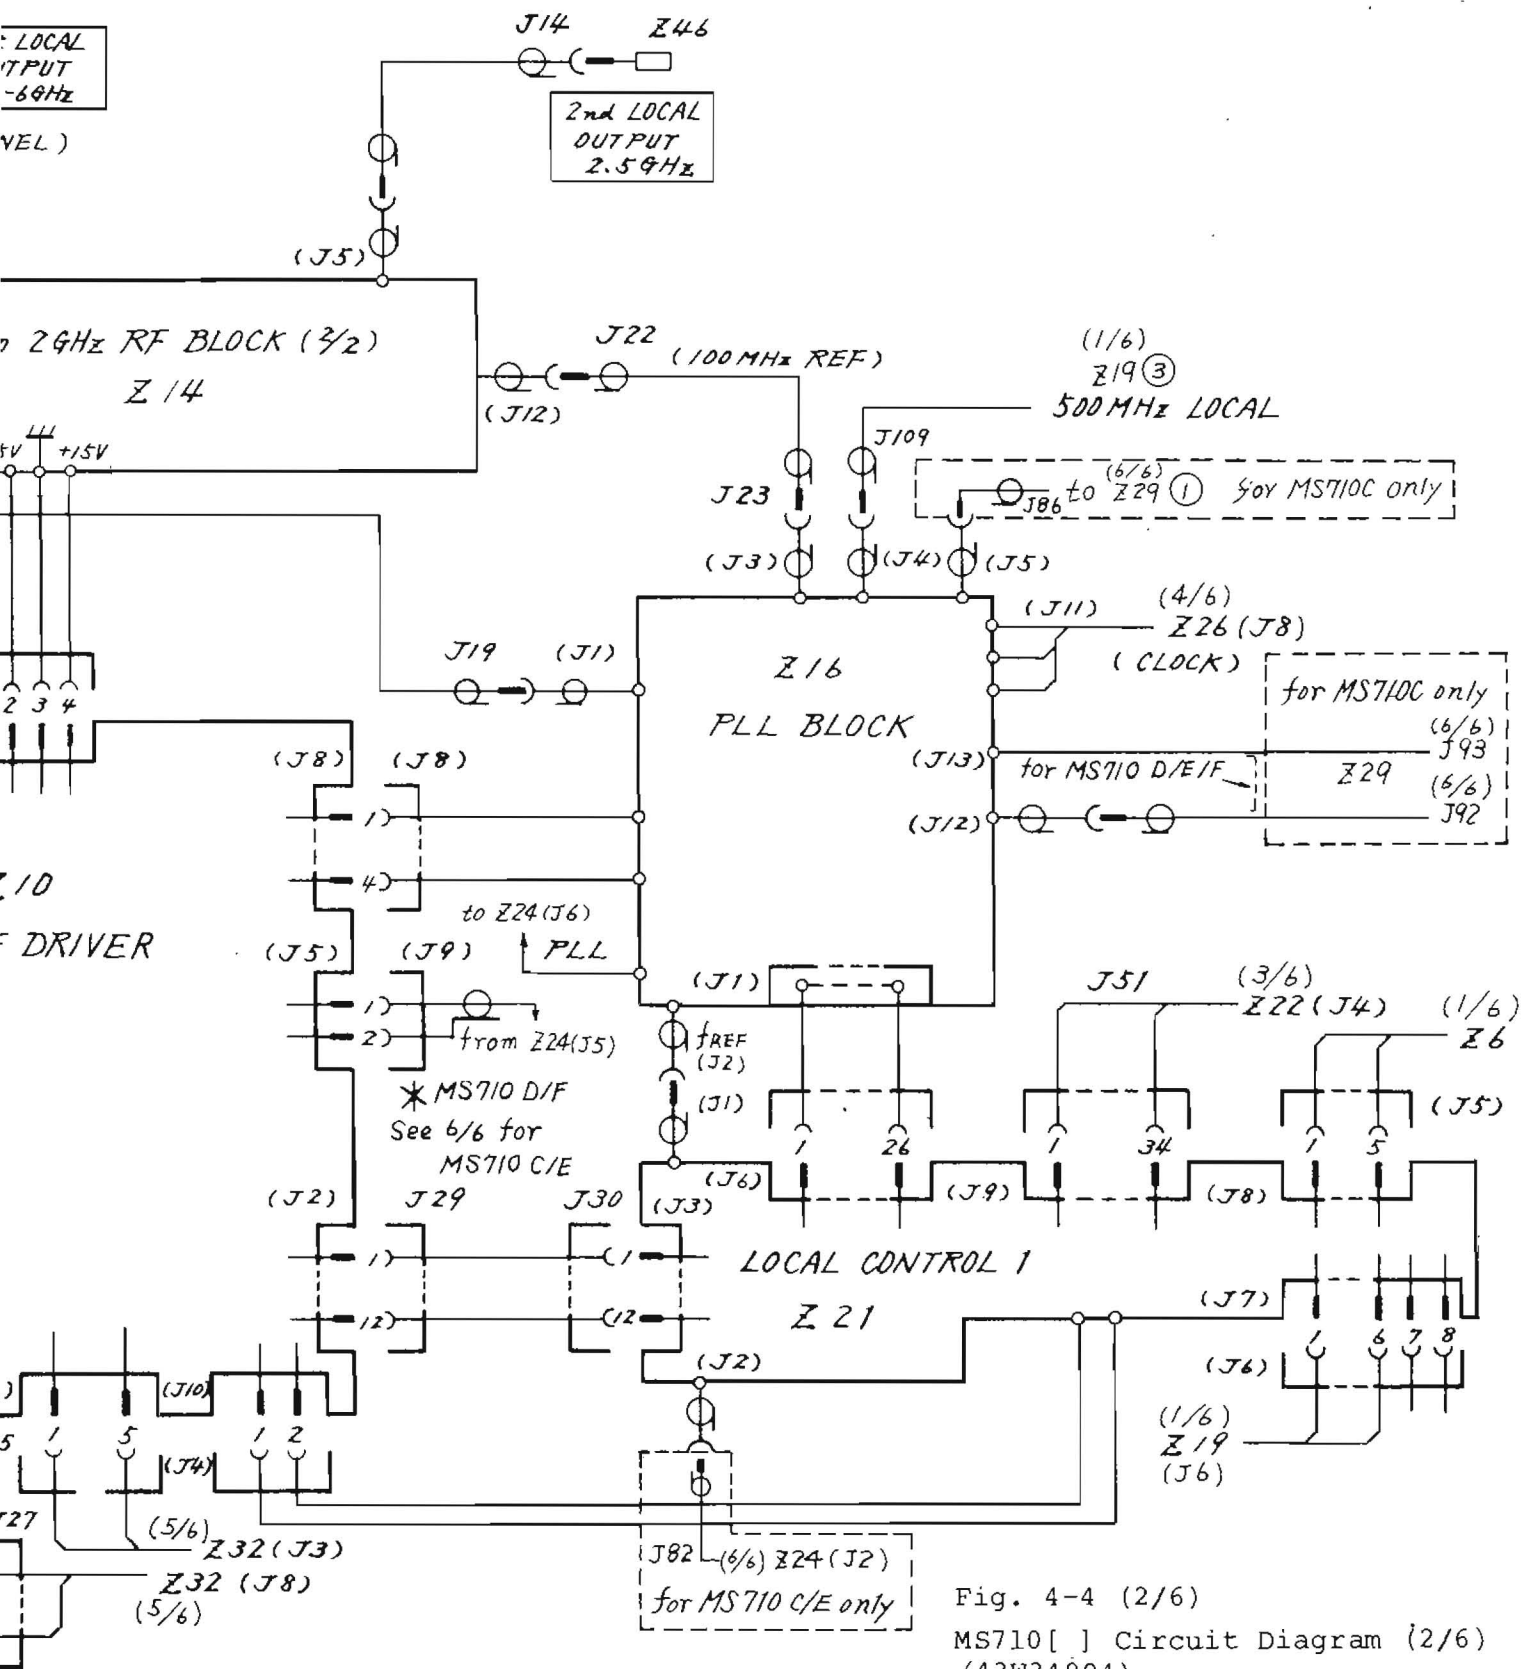 LOCAL
-6GHz
J14 Z46
2nd LOCAL
OUTPUT
2.5GHz
(J5)
2GHz RF BLOCK (2/2)
Z14
+15V
J22
(100MHz REF)
(J12)
(1/6)
Z19 ③
500MHz LOCAL
J109
J23
(6/6)
to Z29 ① for MS710C only
J86
(J3) (J4) (J5)
(J11)
(4/6)
Z26 (J8)
(CLOCK)
J19 (J1)
Z16
PLL BLOCK
for MS710C only
(6/6)
J93
(J13) for MS710 D/E/F Z29
(6/6)
J92
(J12)
2 3 4
(J8) (J8)
1
4
DRIVER
to Z24(J6)
PLL
(J5) (J9)
1
2
from Z24(J5)
* MS710 D/F
See 6/6 for
MS710 C/E
(J1)
fREF
(J2)
(J1)
J51
(3/6)
Z22 (J4)
(1/6)
Z6
(J5)
1 26 1 34 1 5
(J6) (J9) (J8)
(J2) J29 J30 (J3)
1 1
12 12
LOCAL CONTROL 1
Z21
(J7)
1 6 7 8
(J6)
(1/6)
Z19
(J6)
(J2)
(J10)
1 5 1 2
(J4)
(5/6)
Z32 (J3)
Z32 (J8)
(5/6)
J82 (6/6) Z24 (J2)
for MS710 C/E only
Fig. 4-4 (2/6)
MS710[ ] Circuit Diagram (2/6)